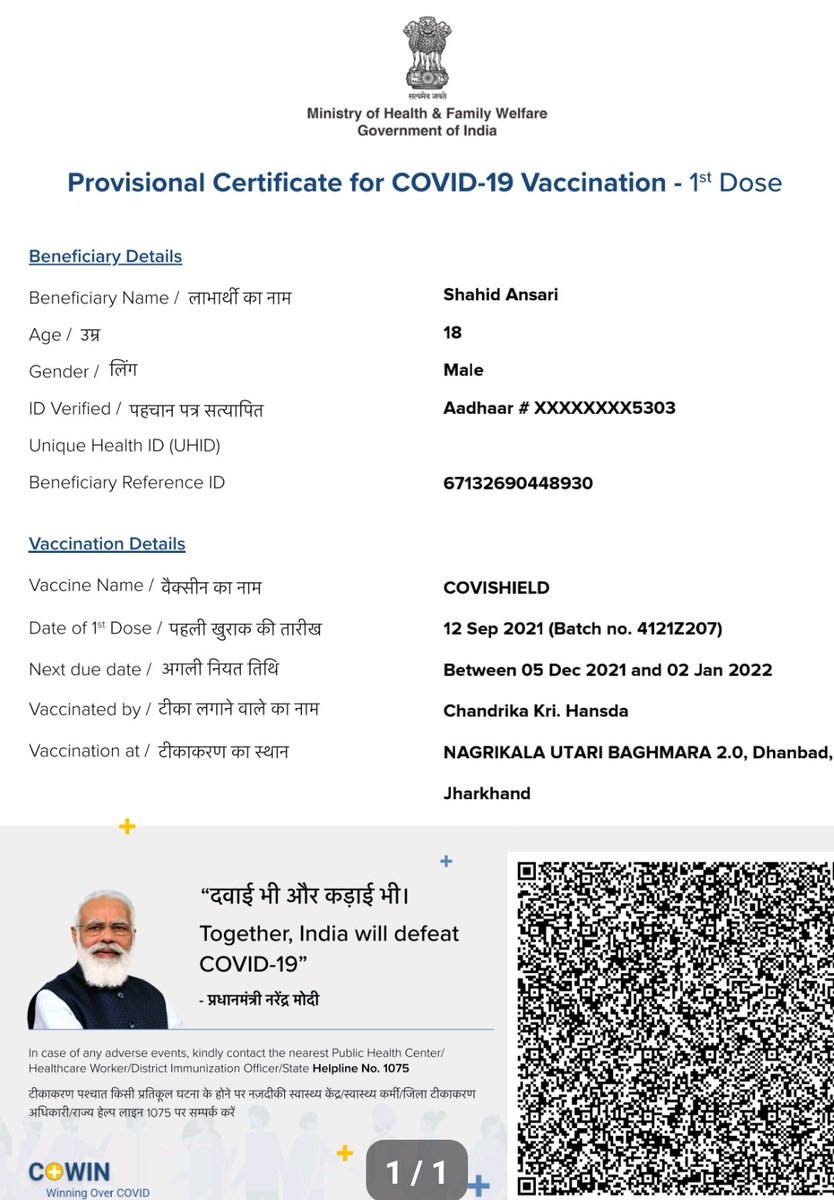 सत्यमेव जयते
Ministry of Health & Family Welfare
Government of India
Provisional Certificate for COVID-19 Vaccination - 1st Dose
Beneficiary Details
Beneficiary Name / लाभार्थी का नाम Shahid Ansari
Age / उम्र 18
Gender / लिंग Male
ID Verified / पहचान पत्र सत्यापित Aadhaar # XXXXXXXX5303
Unique Health ID (UHID)
Beneficiary Reference ID 67132690448930
Vaccination Details
Vaccine Name / वैक्सीन का नाम COVISHIELD
Date of 1st Dose / पहली खुराक की तारीख 12 Sep 2021 (Batch no. 4121Z207)
Next due date / अगली नियत तिथि Between 05 Dec 2021 and 02 Jan 2022
Vaccinated by / टीका लगाने वाले का नाम Chandrika Kri. Hansda
Vaccination at / टीकाकरण का स्थान NAGRIKALA UTARI BAGHMARA 2.0, Dhanbad,
Jharkhand
“दवाई भी और कड़ाई भी।
Together, India will defeat
COVID-19”
- प्रधानमंत्री नरेंद्र मोदी
In case of any adverse events, kindly contact the nearest Public Health Center/
Healthcare Worker/District Immunization Officer/State Helpline No. 1075
टीकाकरण पश्चात किसी प्रतिकूल घटना के होने पर नज़दीकी स्वास्थ्य केंद्र/स्वास्थ्य कर्मी/जिला टीकाकरण
अधिकारी/राज्य हेल्प लाइन 1075 पर सम्पर्क करें
COWIN
Winning Over COVID
1 / 1